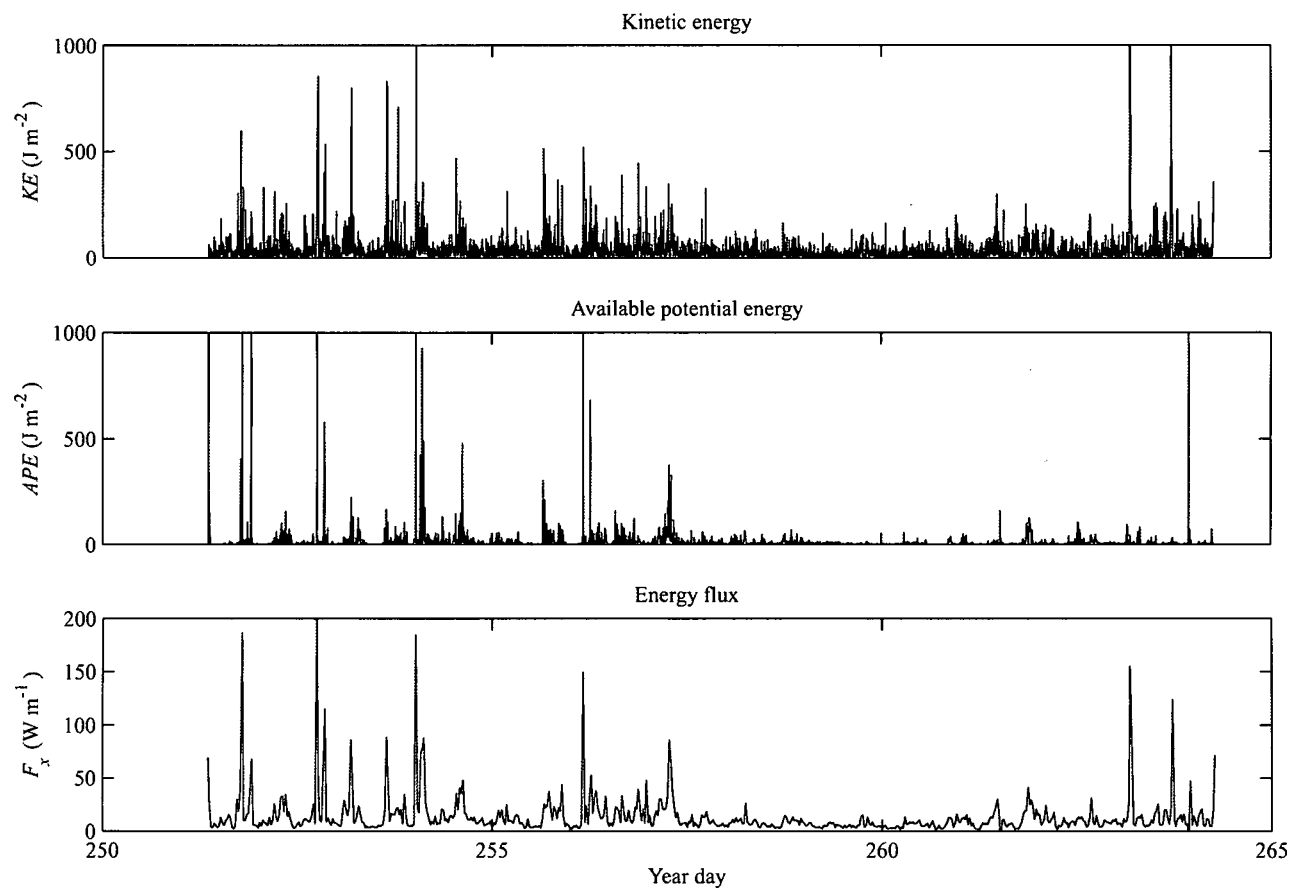 Kinetic energy
1000
500
0
KE (J m⁻²)
Available potential energy
1000
500
0
APE (J m⁻²)
Energy flux
200
150
100
50
0
Fₓ (W m⁻¹)
250
255
260
265
Year day